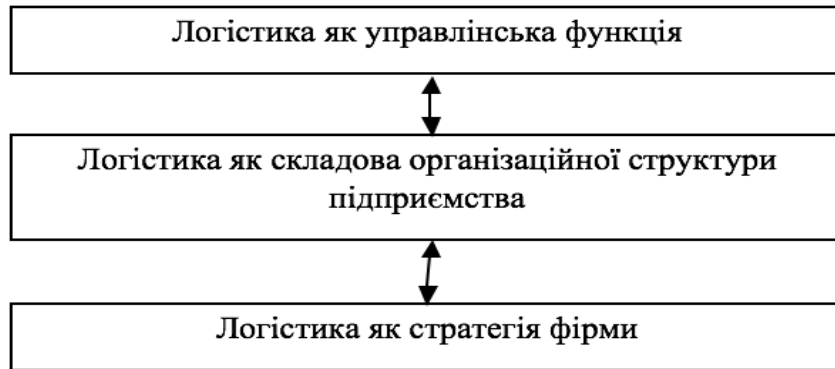 Логістика як управлінська функція
Логістика як складова організаційної структури
підприємства
Логістика як стратегія фірми